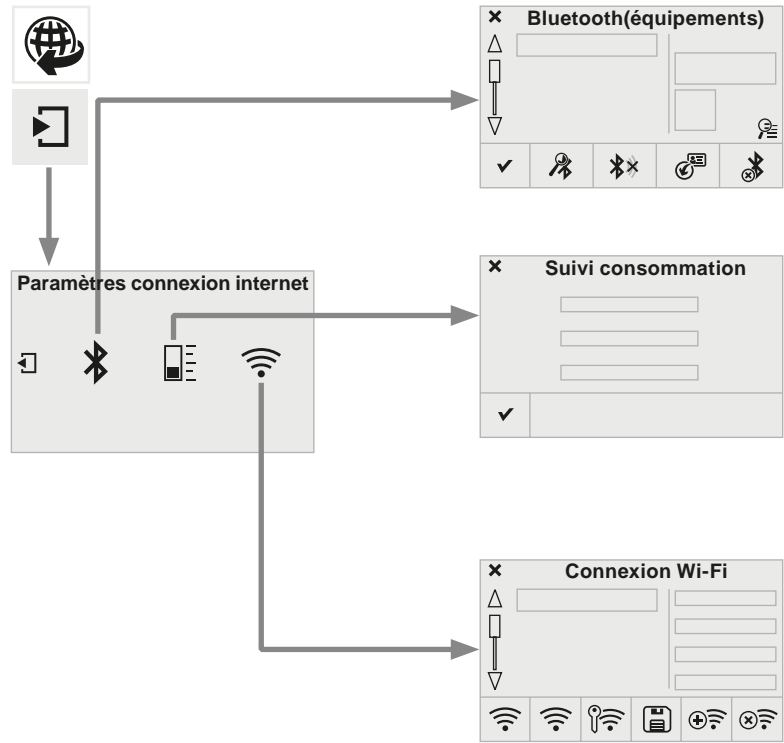 Bluetooth(équipements)
Paramètres connexion internet
Suivi consommation
Connexion Wi-Fi